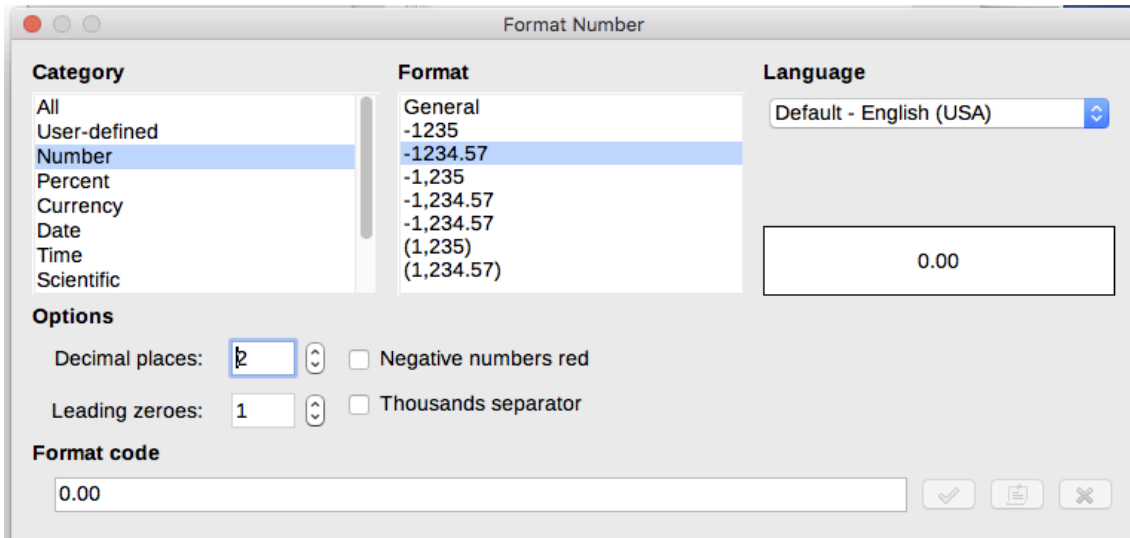 Format Number
Category
All
User-defined
Number
Percent
Currency
Date
Time
Scientific
Format
General
-1235
-1234.57
-1,235
-1,234.57
-1,234.57
(1,235)
(1,234.57)
Language
Default - English (USA)
0.00
Options
Decimal places: 2 Negative numbers red
Leading zeroes: 1 Thousands separator
Format code
0.00